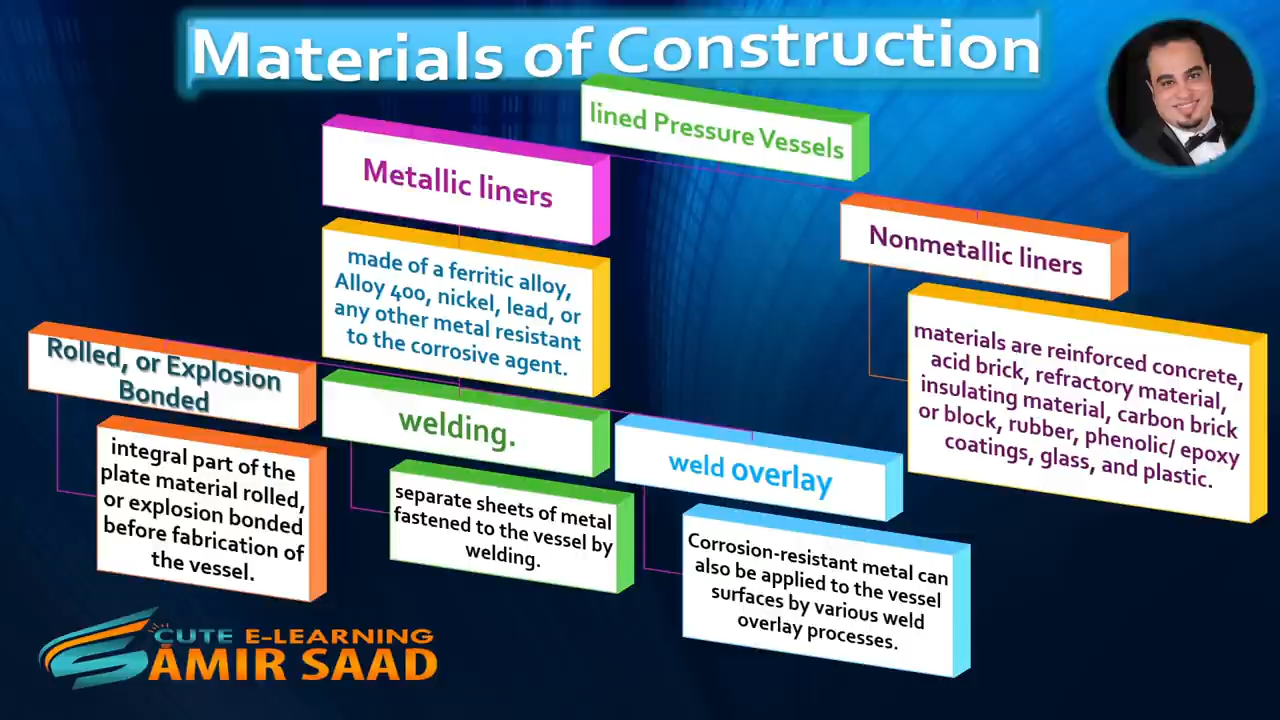 Materials of Construction
lined Pressure Vessels
Metallic liners
made of a ferritic alloy,
Alloy 400, nickel, lead, or
any other metal resistant
to the corrosive agent.
Nonmetallic liners
materials are reinforced concrete,
acid brick, refractory material,
insulating material, carbon brick
or block, rubber, phenolic/ epoxy
coatings, glass, and plastic.
Rolled, or Explosion
Bonded
integral part of the
plate material rolled,
or explosion bonded
before fabrication of
the vessel.
welding.
separate sheets of metal
fastened to the vessel by
welding.
weld overlay
Corrosion-resistant metal can
also be applied to the vessel
surfaces by various weld
overlay processes.
CUTE E-LEARNING
SAMIR SAAD